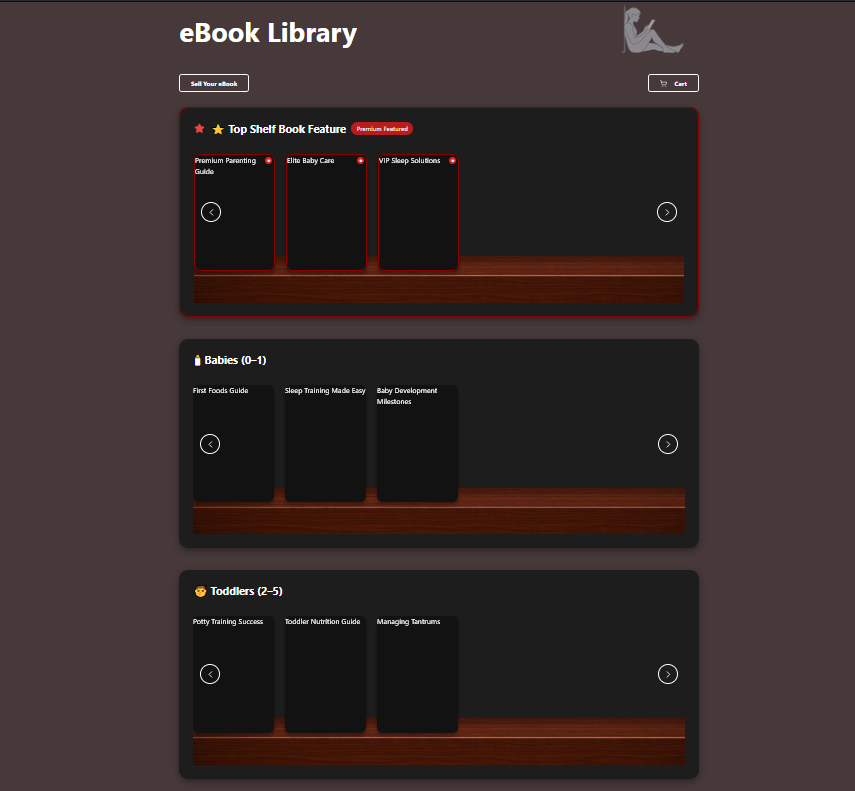 eBook Library
Sell Your eBook
Cart
Top Shelf Book Feature
Premium Featured
Premium Parenting
Guide
Elite Baby Care
VIP Sleep Solutions
Babies (0–1)
First Foods Guide
Sleep Training Made Easy
Baby Development
Milestones
Toddlers (2–5)
Potty Training Success
Toddler Nutrition Guide
Managing Tantrums